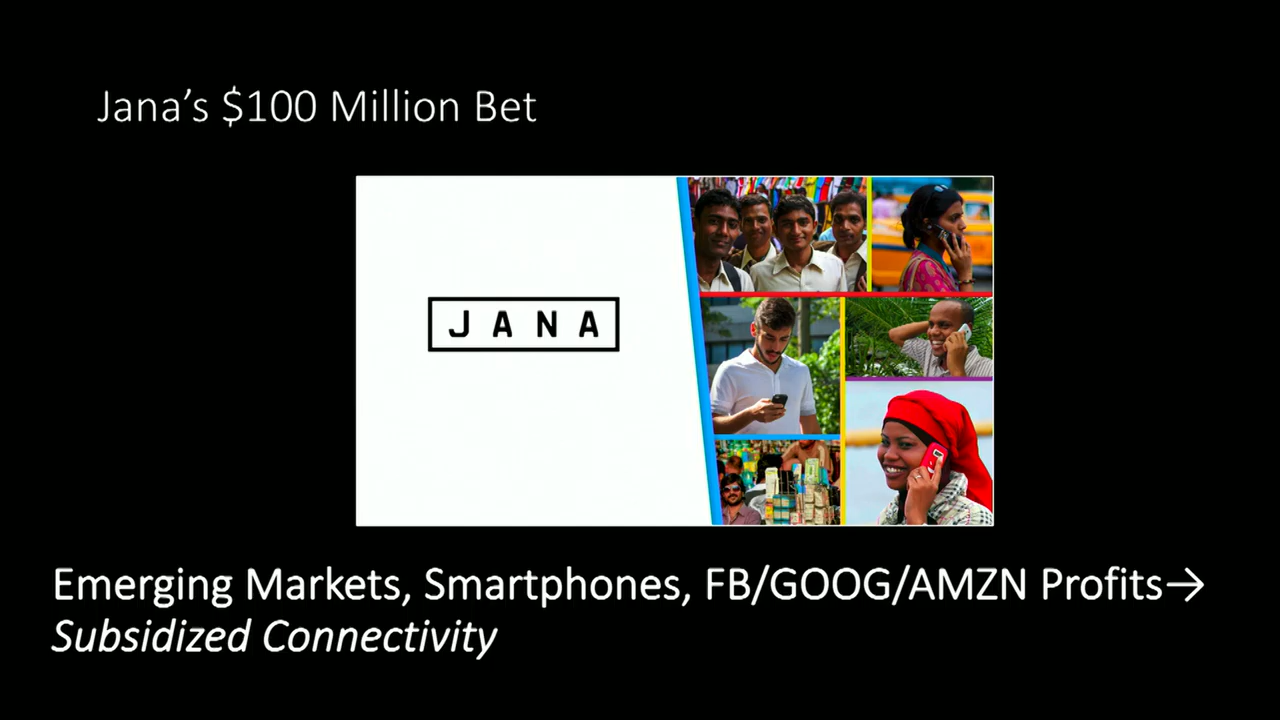 Jana’s $100 Million Bet
JANA
Emerging Markets, Smartphones, FB/GOOG/AMZN Profits→
Subsidized Connectivity